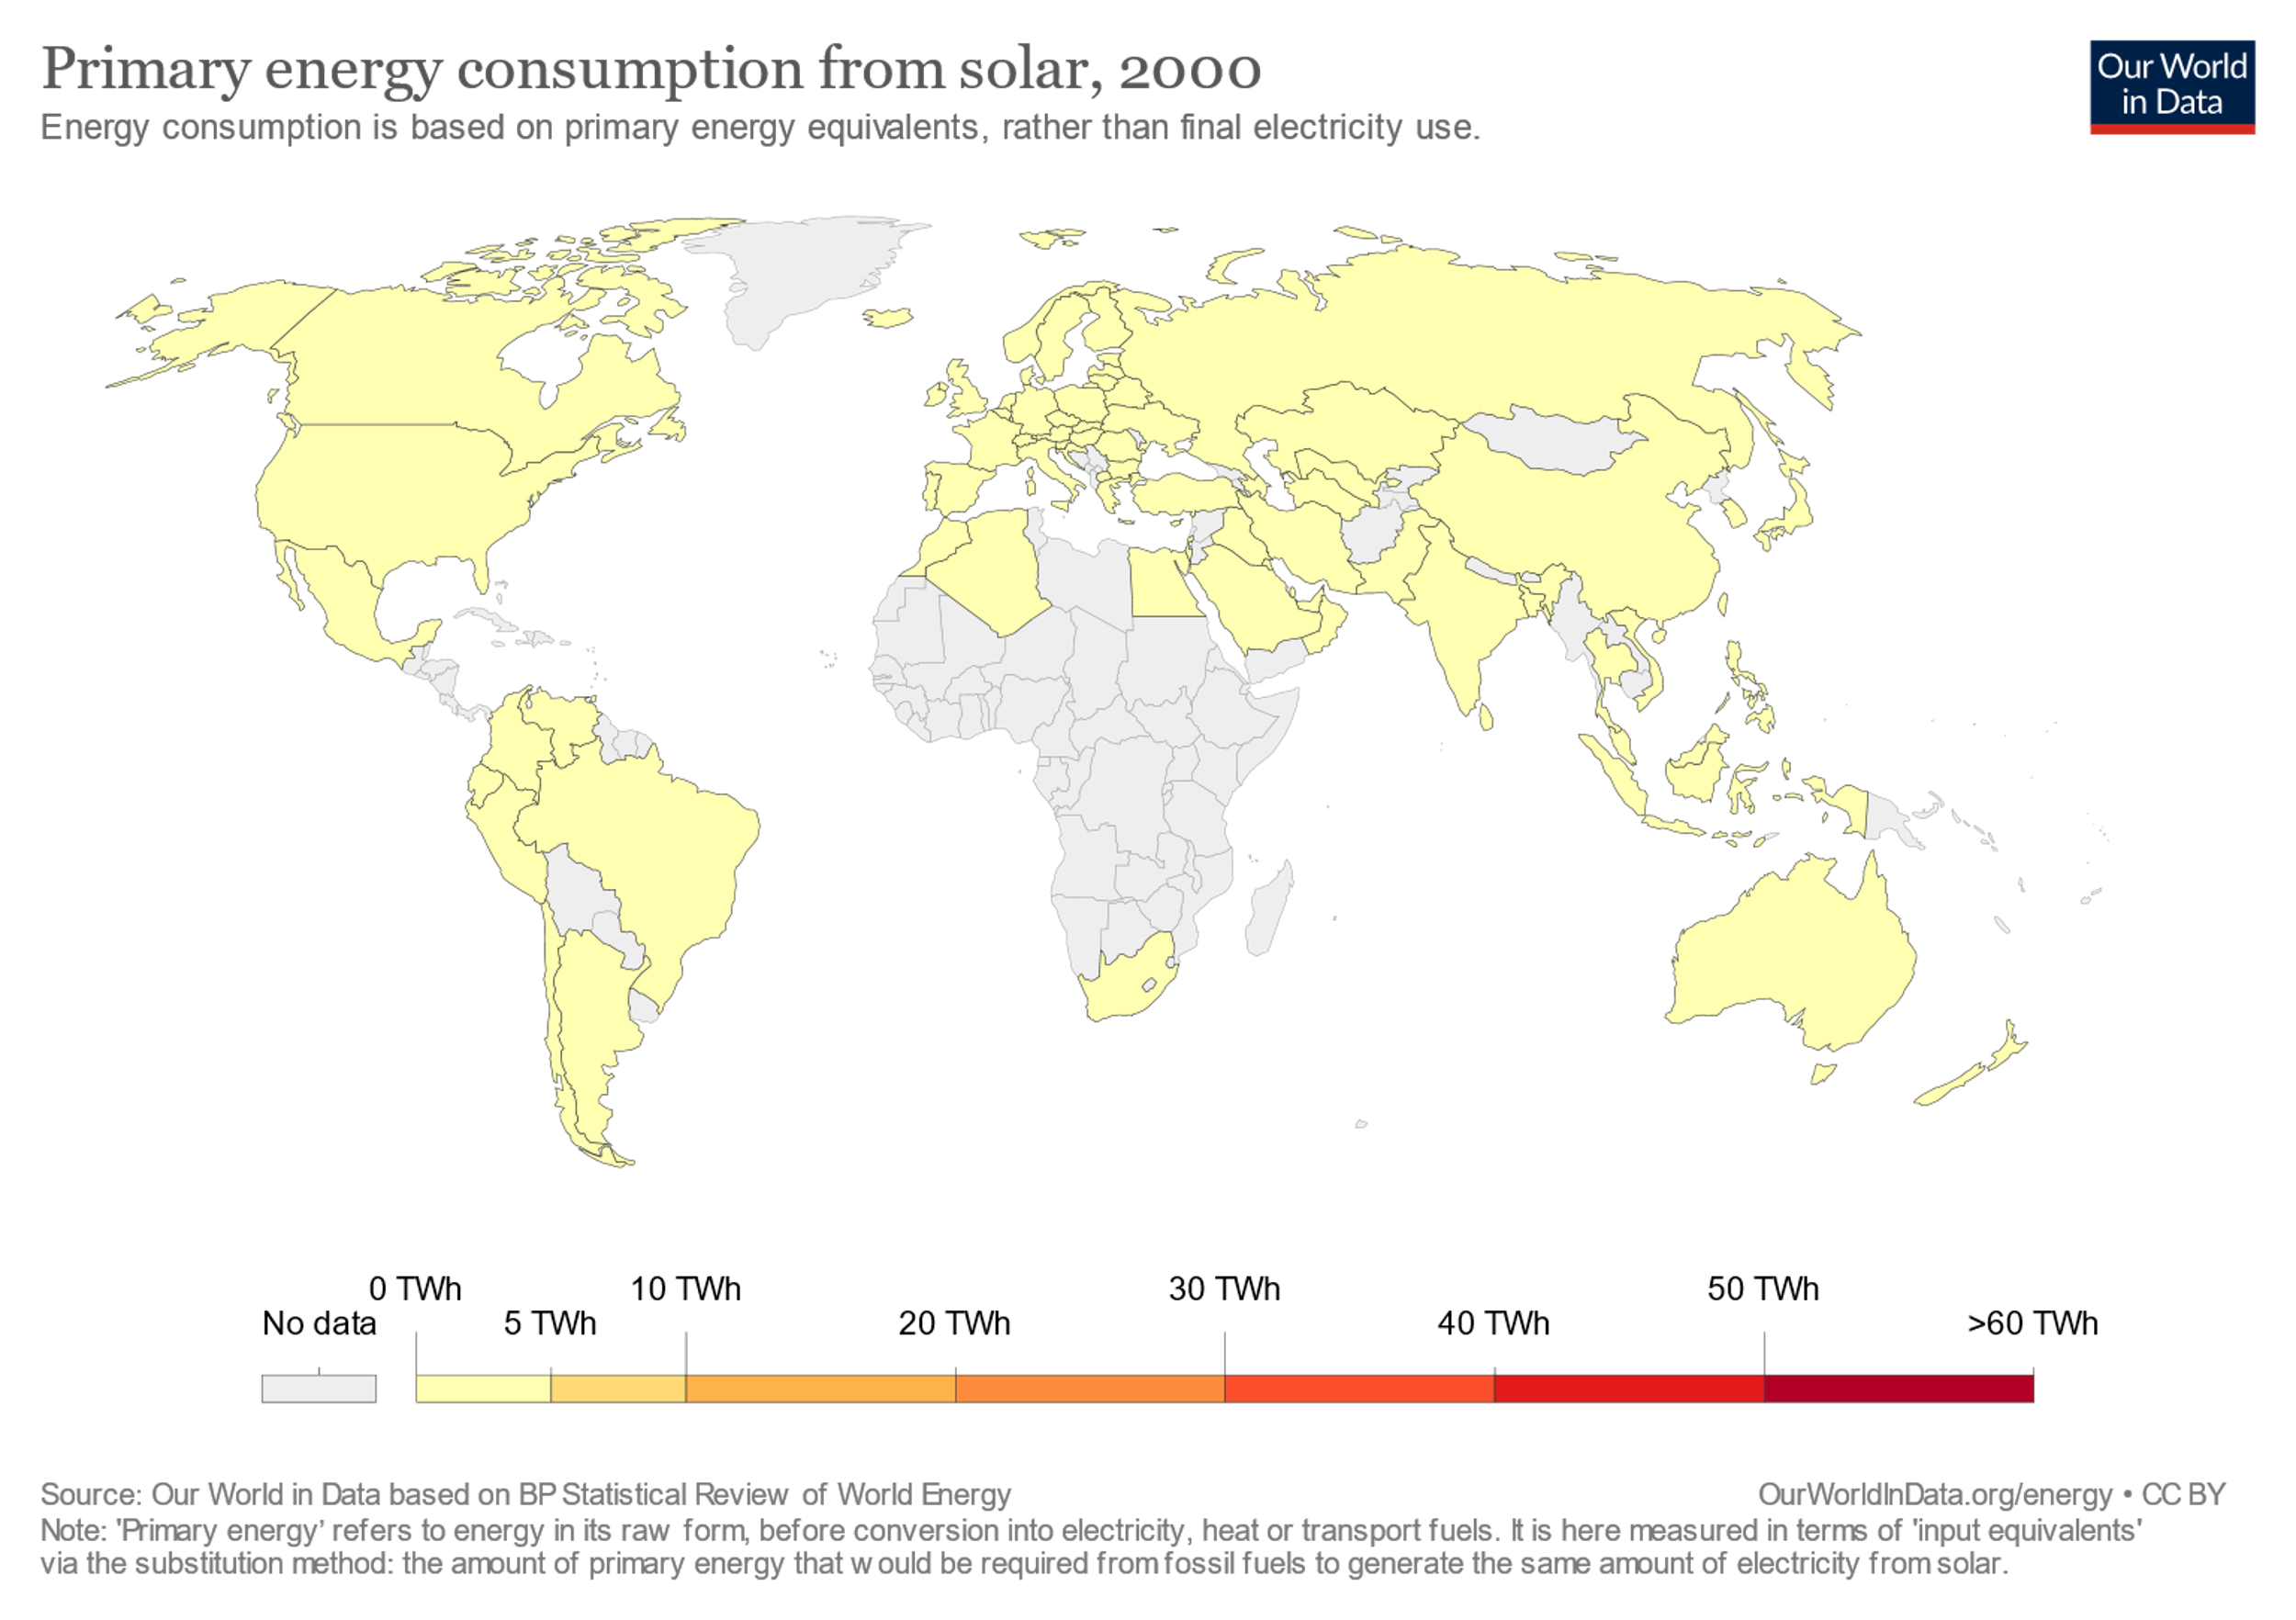 Primary energy consumption from solar, 2000
Energy consumption is based on primary energy equivalents, rather than final electricity use.
Our World
in Data
0 TWh
10 TWh
30 TWh
50 TWh
No data
5 TWh
20 TWh
40 TWh
>60 TWh
Source: Our World in Data based on BP Statistical Review of World Energy
OurWorldInData.org/energy • CC BY
Note: 'Primary energy' refers to energy in its raw form, before conversion into electricity, heat or transport fuels. It is here measured in terms of 'input equivalents'
via the substitution method: the amount of primary energy that would be required from fossil fuels to generate the same amount of electricity from solar.